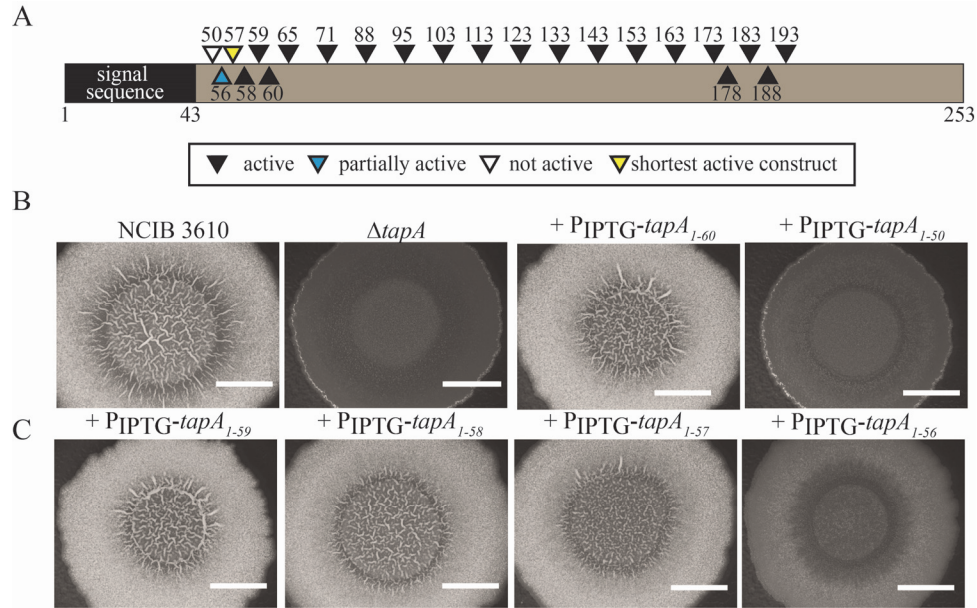 A
50 57 59 65 71 88 95 103 113 123 133 143 153 163 173 183 193
signal
sequence
56 58 60 178 188
1 43 253
active partially active not active shortest active construct
B
NCIB 3610 ΔtapA + PIPTG-tapA1-60 + PIPTG-tapA1-50
C
+ PIPTG-tapA1-59 + PIPTG-tapA1-58 + PIPTG-tapA1-57 + PIPTG-tapA1-56